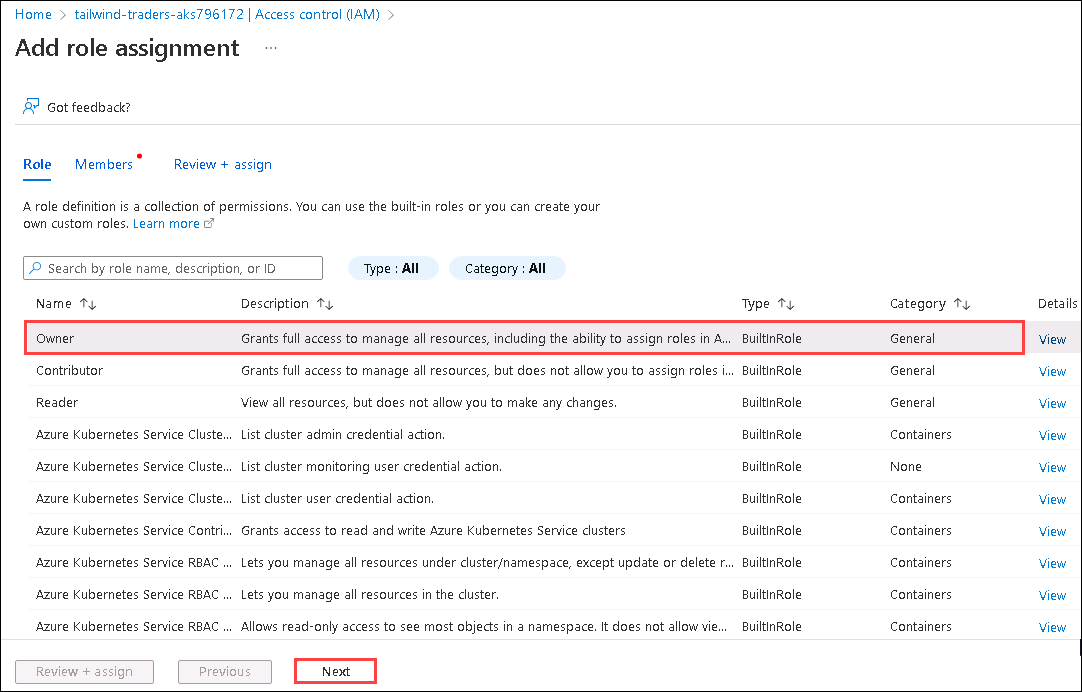 Home > tailwind-traders-aks796172 | Access control (IAM) >
Add role assignment ...
Got feedback?
Role Members Review + assign
A role definition is a collection of permissions. You can use the built-in roles or you can create your
own custom roles. Learn more
Search by role name, description, or ID Type : All Category : All
Name ↑↓ Description ↑↓ Type ↑↓ Category ↑↓ Details
Owner Grants full access to manage all resources, including the ability to assign roles in A... BuiltInRole General View
Contributor Grants full access to manage all resources, but does not allow you to assign roles i... BuiltInRole General View
Reader View all resources, but does not allow you to make any changes. BuiltInRole General View
Azure Kubernetes Service Cluste... List cluster admin credential action. BuiltInRole Containers View
Azure Kubernetes Service Cluste... List cluster monitoring user credential action. BuiltInRole None View
Azure Kubernetes Service Cluste... List cluster user credential action. BuiltInRole Containers View
Azure Kubernetes Service Contri... Grants access to read and write Azure Kubernetes Service clusters BuiltInRole Containers View
Azure Kubernetes Service RBAC ... Lets you manage all resources under cluster/namespace, except update or delete r... BuiltInRole Containers View
Azure Kubernetes Service RBAC ... Lets you manage all resources in the cluster. BuiltInRole Containers View
Azure Kubernetes Service RBAC ... Allows read-only access to see most objects in a namespace. It does not allow vie... BuiltInRole Containers View
Review + assign Previous Next